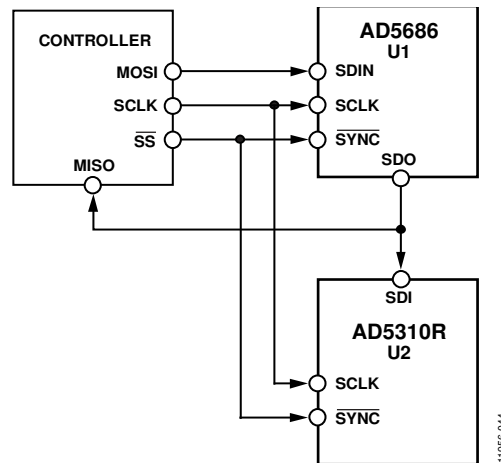 CONTROLLER
MOSI
SCLK
SS
MISO
AD5686
U1
SDIN
SCLK
SYNC
SDO
SDI
AD5310R
U2
SCLK
SYNC